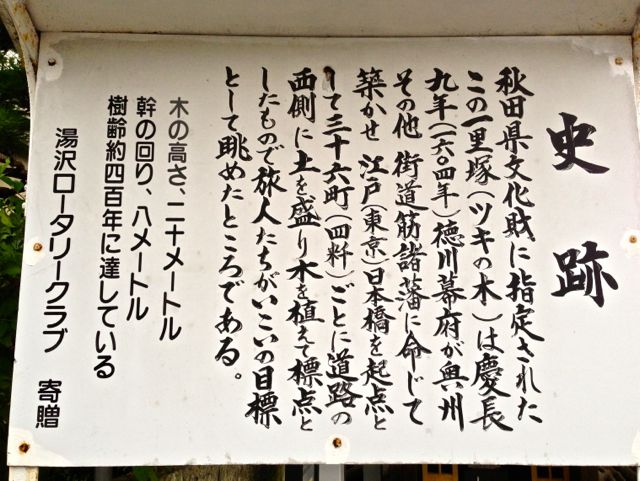 史跡
秋田県文化財に指定された
この一里塚(ツキの木)は慶長
九年(一六〇四年)徳川幕府が奥州
その他 街道筋諸藩に命じて
築かせ 江戸(東京)日本橋を起点と
して三十六町(四粁)ごとに道路の
両側に土を盛り木を植えて標点と
したもので旅人たちがいこいの目標
として眺めたところである。
木の高さ、二十メートル
幹の回り、八メートル
樹齢約四百年に達している
湯沢ロータリークラブ 寄贈